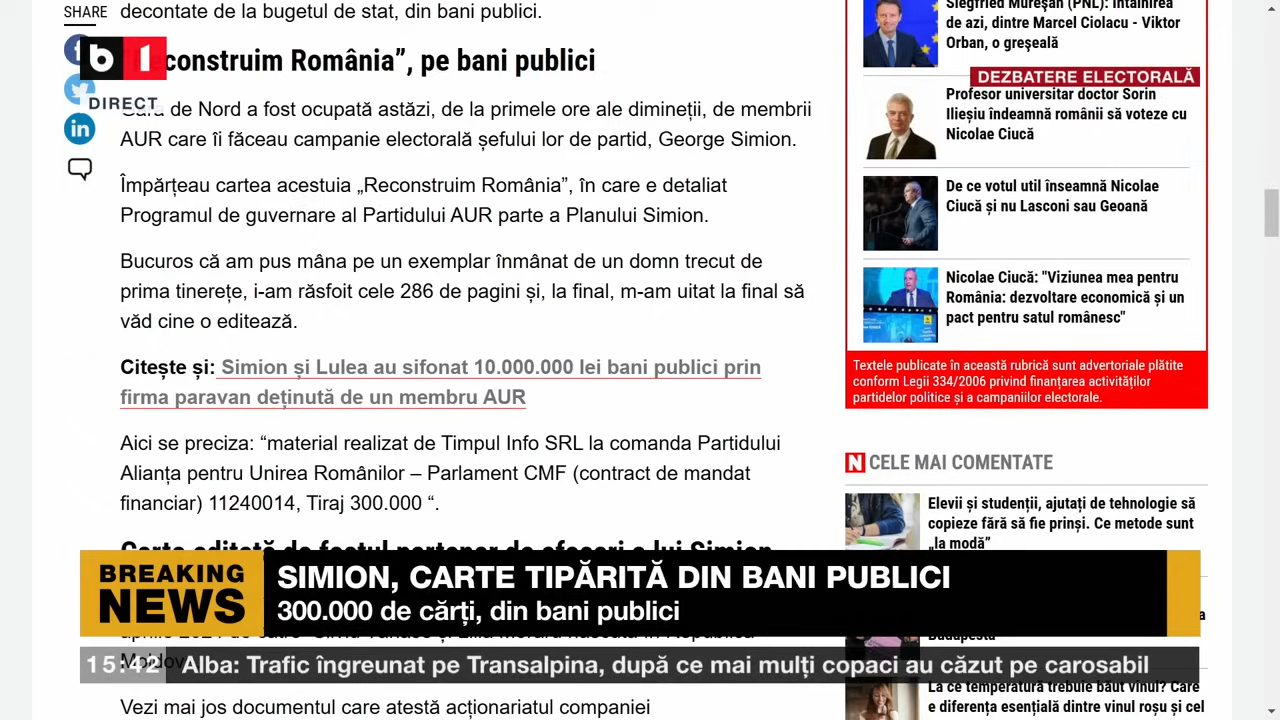 SHARE
decontate de la bugetul de stat, din bani publici.
b1
DIRECT
construim România”, pe bani publici
de Nord a fost ocupată astăzi, de la primele ore ale dimineții, de membrii
AUR care îi făceau campanie electorală șefului lor de partid, George Simion.
Împărțeau cartea acestuia „Reconstruim România”, în care e detaliat
Programul de guvernare al Partidului AUR parte a Planului Simion.
Bucuros că am pus mâna pe un exemplar înmânat de un domn trecut de
prima tinerețe, i-am răsfoit cele 286 de pagini și, la final, m-am uitat la final să
văd cine o editează.
Citește și: Simion și Lulea au sifonat 10.000.000 lei bani publici prin
firma paravan deținută de un membru AUR
Aici se preciza: “material realizat de Timpul Info SRL la comanda Partidului
Alianța pentru Unirea Românilor – Parlament CMF (contract de mandat
financiar) 11240014, Tiraj 300.000 “.
Carte editată de fostul partener de afaceri a lui Simion
Vezi mai jos documentul care atestă acționariatul companiei
Siegfried Mureşan (PNL): Întâlnirea
de azi, dintre Marcel Ciolacu - Viktor
Orban, o greşeală
DEZBATERE ELECTORALĂ
Profesor universitar doctor Sorin
Ilieșiu îndeamnă românii să voteze cu
Nicolae Ciucă
De ce votul util înseamnă Nicolae
Ciucă și nu Lasconi sau Geoană
Nicolae Ciucă: "Viziunea mea pentru
România: dezvoltare economică și un
pact pentru satul românesc"
Textele publicate în această rubrică sunt advertoriale plătite
conform Legii 334/2006 privind finanțarea activităților
partidelor politice și a campaniilor electorale.
N CELE MAI COMENTATE
Elevii și studenții, ajutați de tehnologie să
copieze fără să fie prinși. Ce metode sunt
„la modă”
Budapesta
La ce temperatură trebuie băut vinul? Care
e diferența esențială dintre vinul roșu și cel
BREAKING
NEWS
SIMION, CARTE TIPĂRITĂ DIN BANI PUBLICI
300.000 de cărți, din bani publici
15:42 Alba: Trafic îngreunat pe Transalpina, după ce mai mulți copaci au căzut pe carosabil